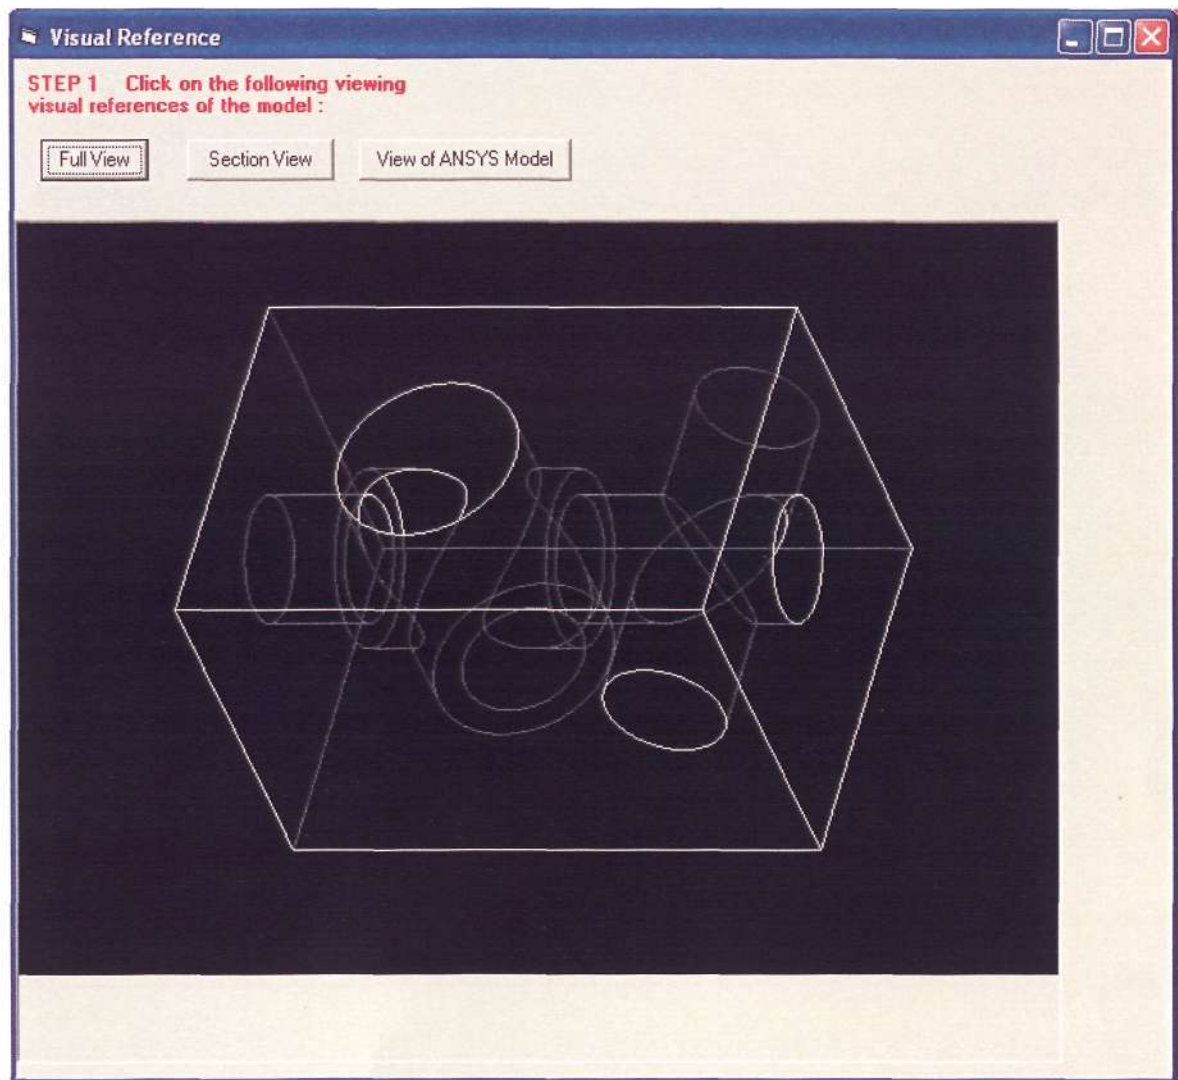 Visual Reference
STEP 1 Click on the following viewing
visual references of the model :
Full View Section View View of ANSYS Model